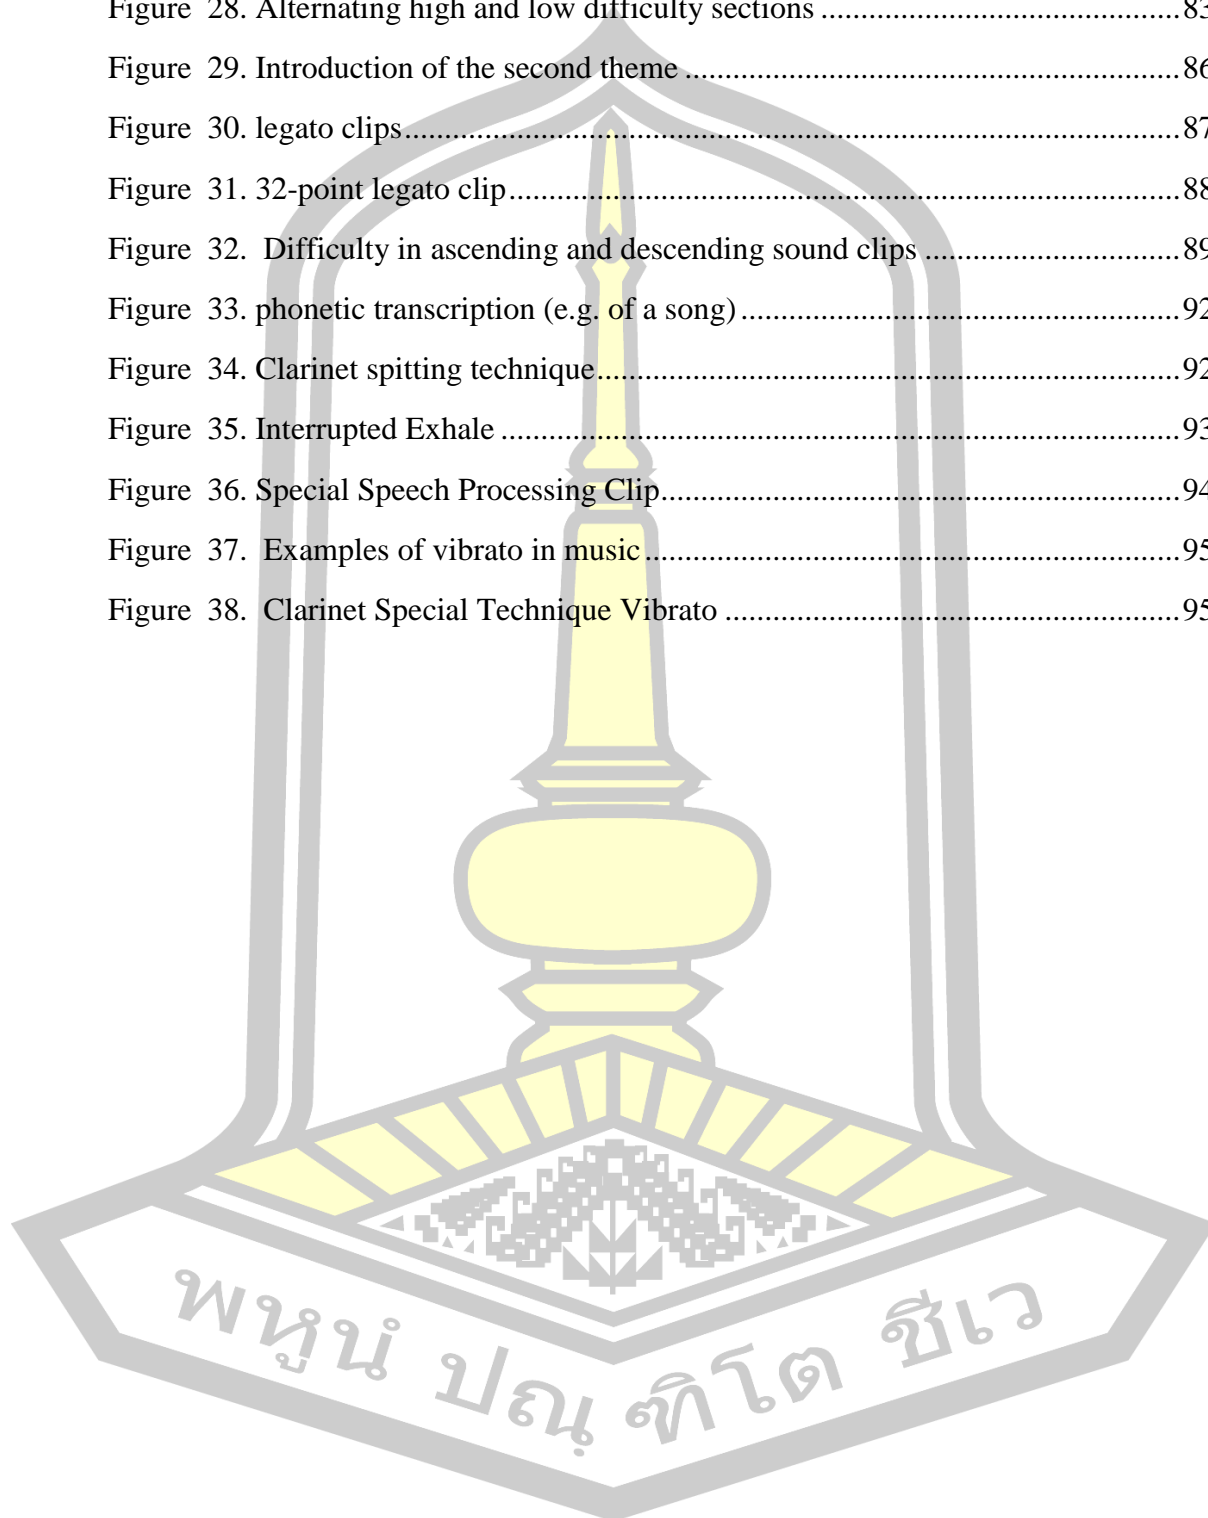 Figure 28. Alternating high and low difficulty sections ........................................................ 83
Figure 29. Introduction of the second theme ........................................................ 86
Figure 30. legato clips ........................................................ 87
Figure 31. 32-point legato clip ........................................................ 88
Figure 32. Difficulty in ascending and descending sound clips ........................................................ 89
Figure 33. phonetic transcription (e.g. of a song) ........................................................ 92
Figure 34. Clarinet spitting technique ........................................................ 92
Figure 35. Interrupted Exhale ........................................................ 93
Figure 36. Special Speech Processing Clip ........................................................ 94
Figure 37. Examples of vibrato in music ........................................................ 95
Figure 38. Clarinet Special Technique Vibrato ........................................................ 95
พหูนํ ปณฺฑิโต ชีเว